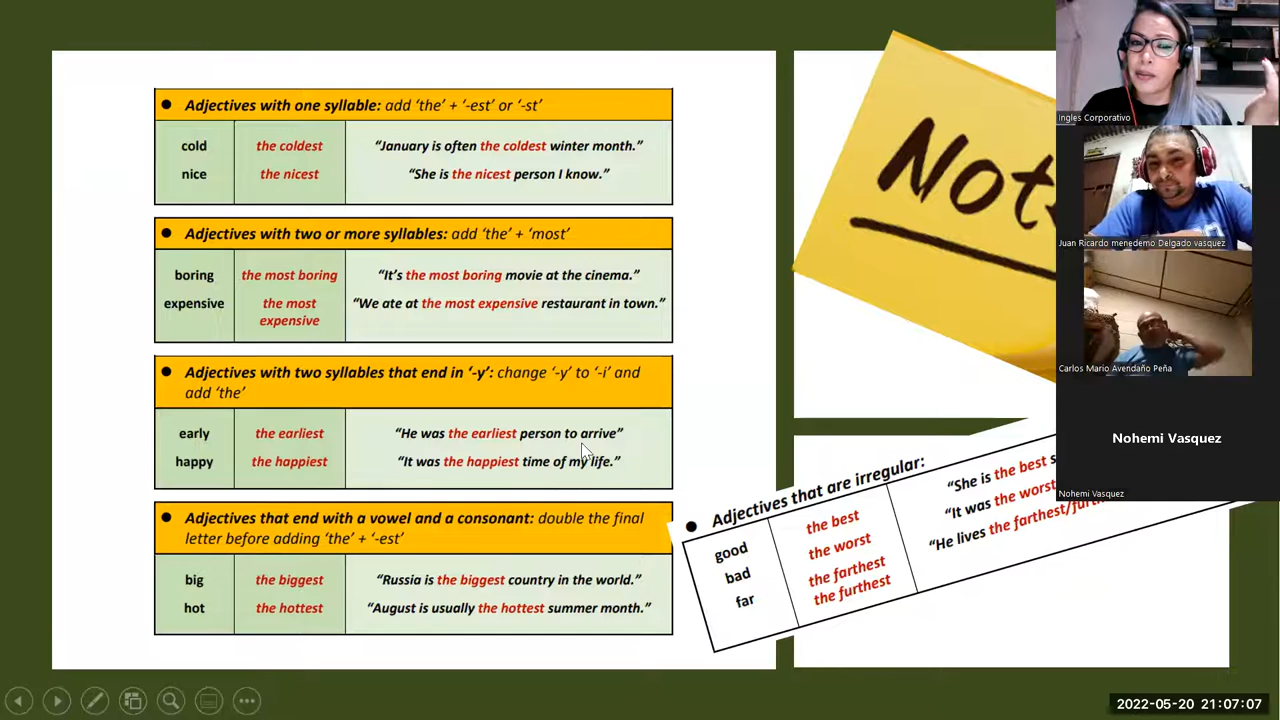 ● Adjectives with one syllable: add ‘the’ + ‘-est’ or ‘-st’
cold the coldest “January is often the coldest winter month.”
nice the nicest “She is the nicest person I know.”
● Adjectives with two or more syllables: add ‘the’ + ‘most’
boring the most boring “It’s the most boring movie at the cinema.”
expensive the most expensive “We ate at the most expensive restaurant in town.”
● Adjectives with two syllables that end in ‘-y’: change ‘-y’ to ‘-i’ and
add ‘the’
early the earliest “He was the earliest person to arrive”
happy the happiest “It was the happiest time of my life.”
● Adjectives that end with a vowel and a consonant: double the final
letter before adding ‘the’ + ‘-est’
big the biggest “Russia is the biggest country in the world.”
hot the hottest “August is usually the hottest summer month.”
● Adjectives that are irregular:
good the best “She is the best
bad the worst “It was the worst
far the farthest “He lives the farthest/
the furthest
Ingles Corporativo
Juan Ricardo menedemo Delgado vasquez
Carlos Mario Avendaño Peña
Nohemi Vasquez
Nohemi Vasquez
2022-05-20 21:07:07